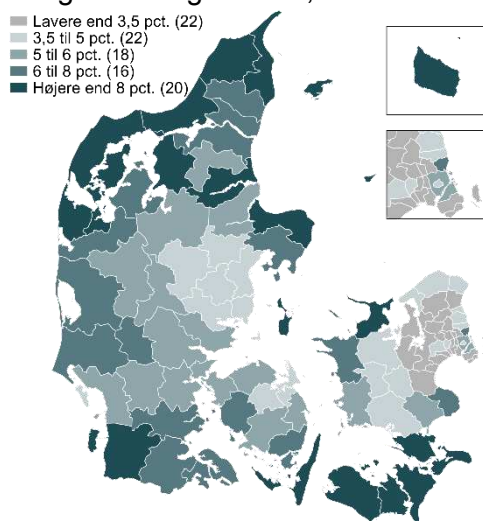 Lavere end 3,5 pct. (22)
3,5 til 5 pct. (22)
5 til 6 pct. (18)
6 til 8 pct. (16)
Højere end 8 pct. (20)